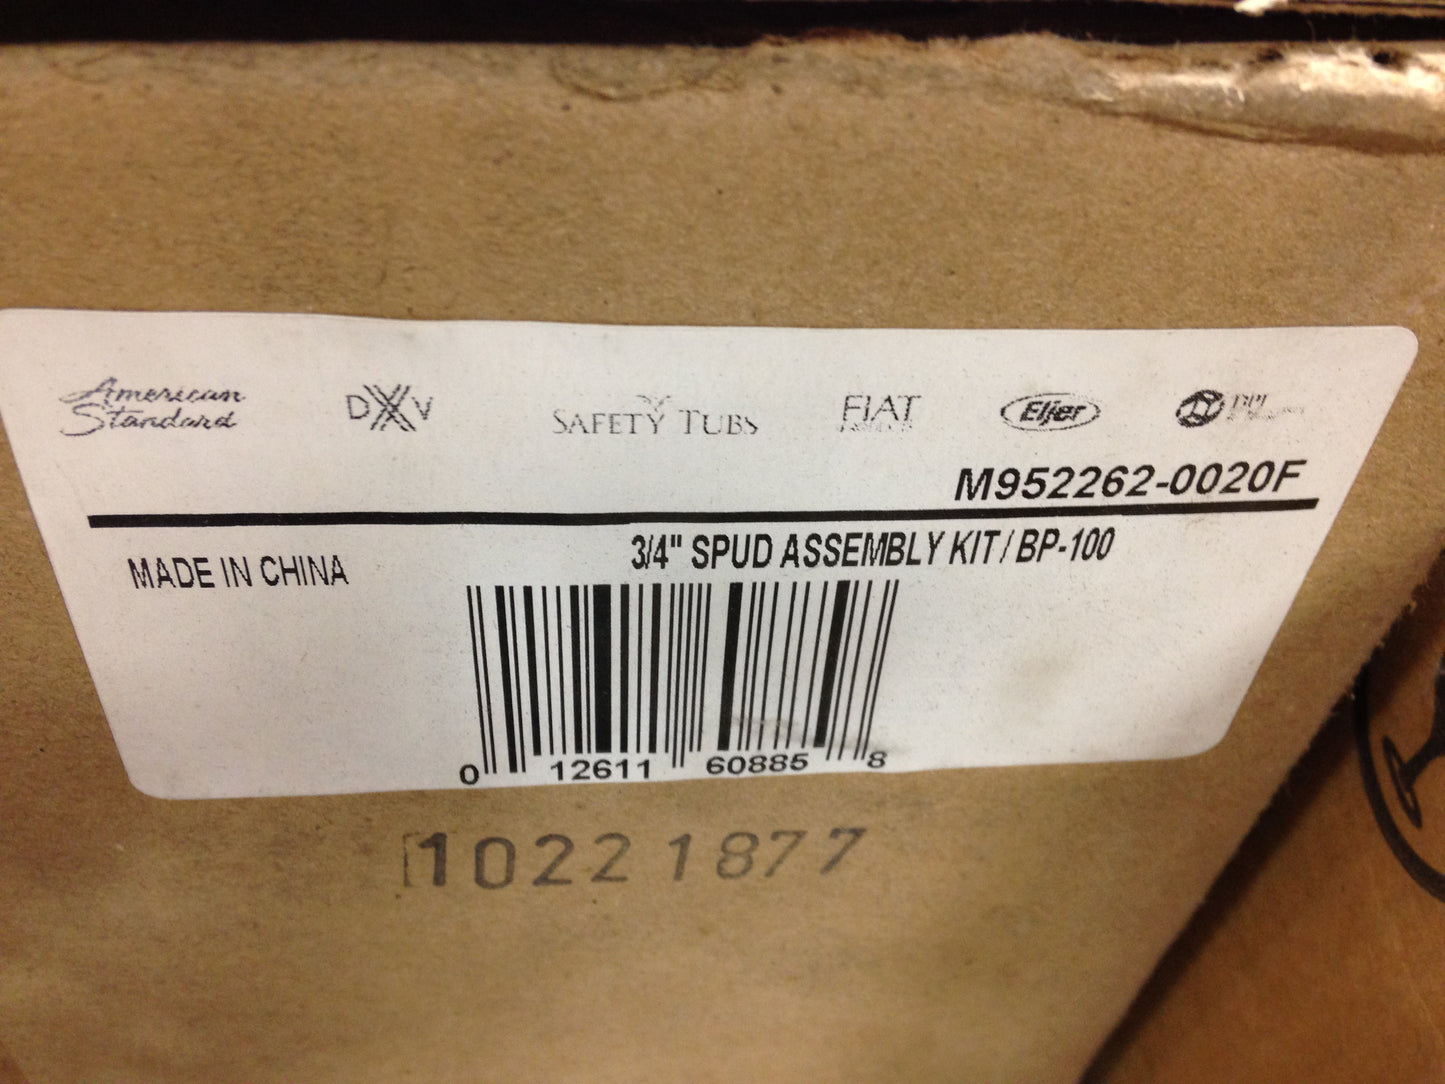 American Standard DXV SAFETY TUBS FIAT Eljer
M952262-0020F
3/4" SPUD ASSEMBLY KIT / BP-100
MADE IN CHINA
0 12611 60885 8
10221877